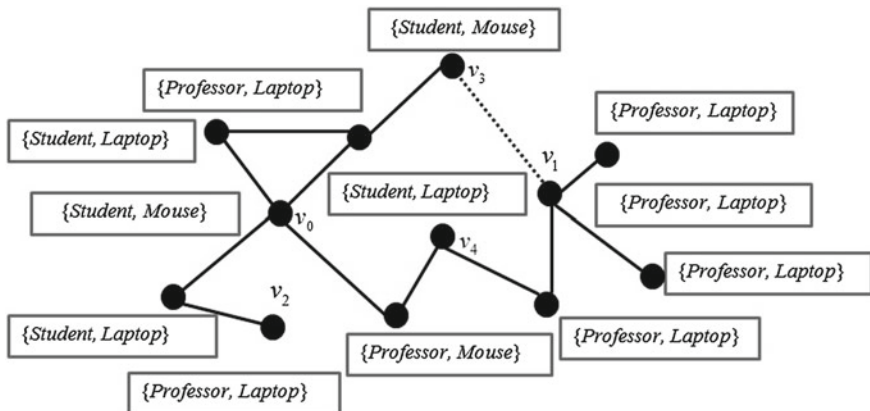 {Student, Mouse}
v3
{Professor, Laptop}
{Professor, Laptop}
{Student, Laptop}
v1
{Student, Laptop}
{Student, Mouse}
v0
{Professor, Laptop}
v4
{Professor, Laptop}
v2
{Student, Laptop}
{Professor, Mouse}
{Professor, Laptop}
{Professor, Laptop}